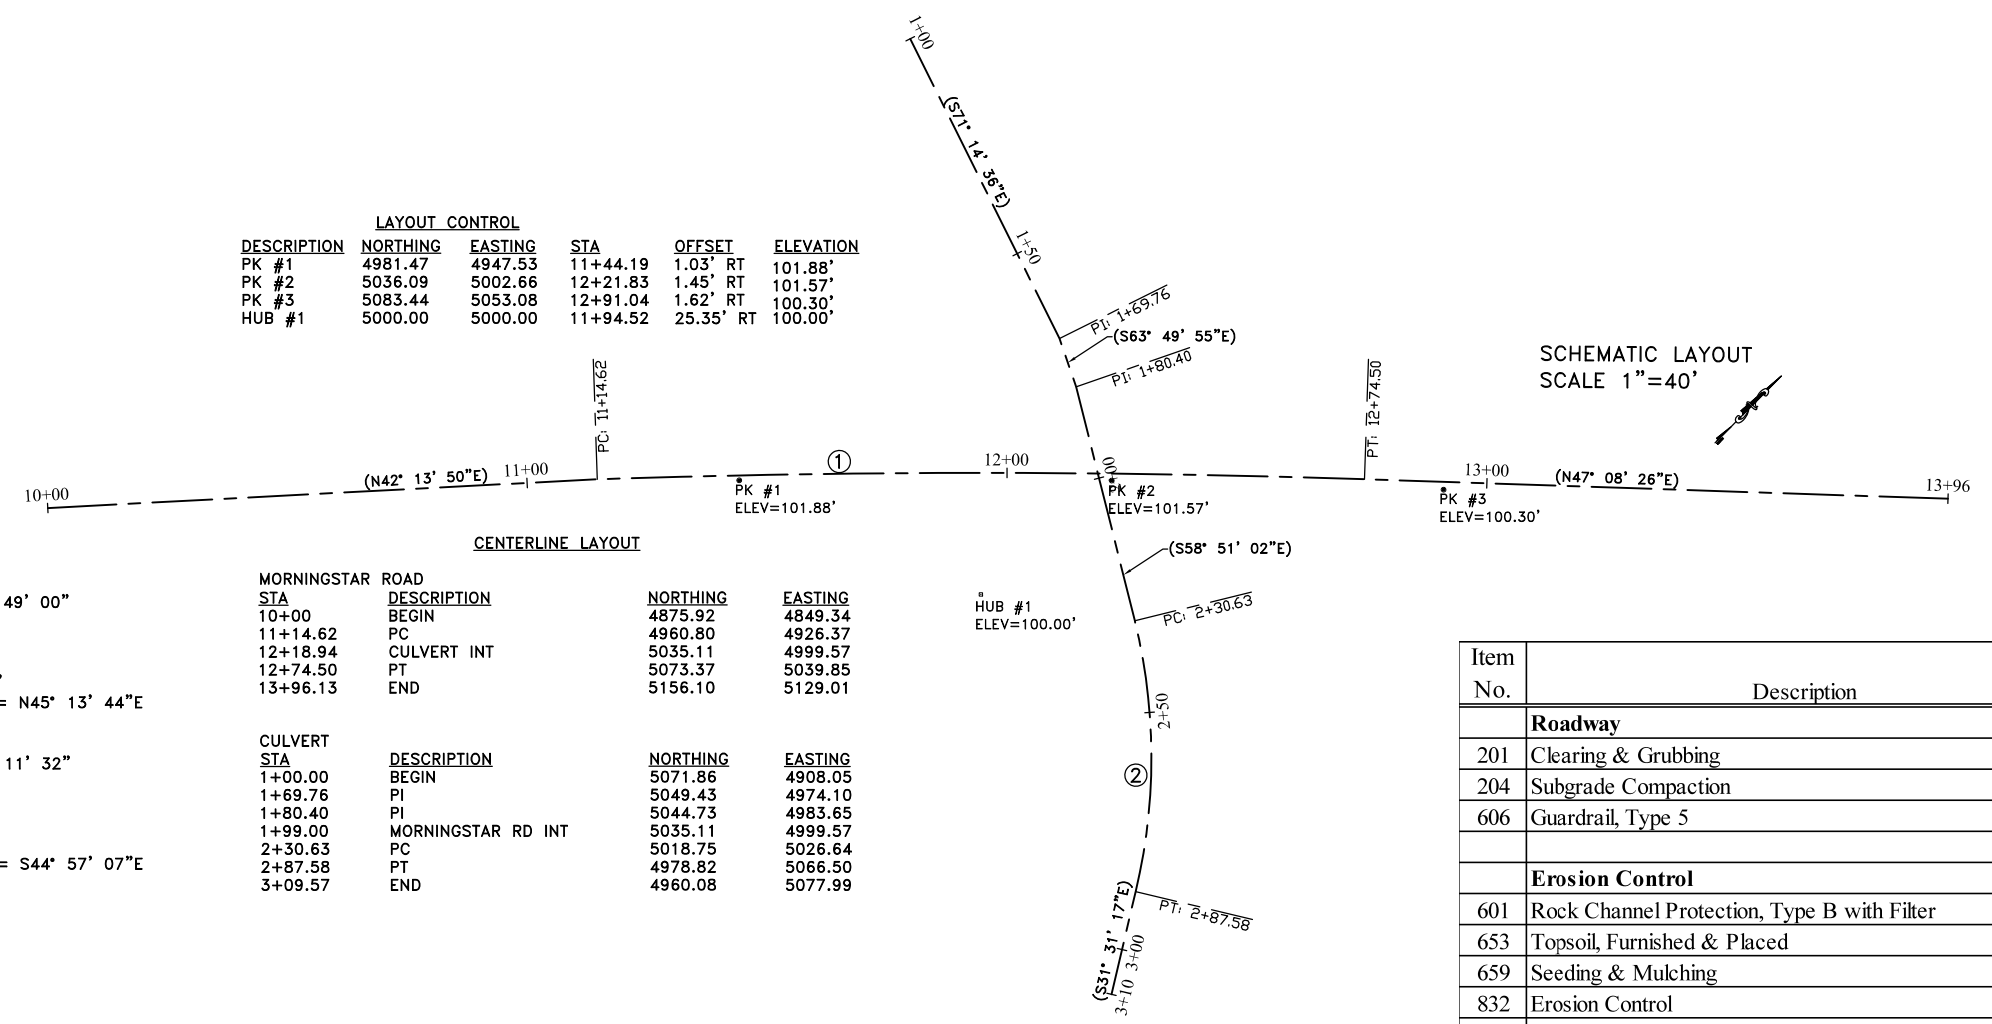 1+00
(S71° 14' 36"E)
1+50
LAYOUT CONTROL
DESCRIPTION NORTHING EASTING STA OFFSET ELEVATION
PK #1 4981.47 4947.53 11+44.19 1.03' RT 101.88'
PK #2 5036.09 5002.66 12+21.83 1.45' RT 101.57'
PK #3 5083.44 5053.08 12+91.04 1.62' RT 100.30'
HUB #1 5000.00 5000.00 11+94.52 25.35' RT 100.00'
PI: 1+69.76
(S63° 49' 55"E)
PI: 1+80.40
SCHEMATIC LAYOUT
SCALE 1"=40'
PC: 11+14.62
PT: 12+74.50
10+00
(N42° 13' 50"E)
11+00
1
12+00
13+00
(N47° 08' 26"E)
13+96
PK #1
ELEV=101.88'
PK #2
ELEV=101.57'
PK #3
ELEV=100.30'
(S58° 51' 02"E)
HUB #1
ELEV=100.00'
PC: 2+30.63
2+50
2
PT: 2+87.58
(S31° 31' 17"E)
3+00
3+10
CENTERLINE LAYOUT
MORNINGSTAR ROAD
STA DESCRIPTION NORTHING EASTING
10+00 BEGIN 4875.92 4849.34
11+14.62 PC 4960.80 4926.37
12+18.94 CULVERT INT 5035.11 4999.57
12+74.50 PT 5073.37 5039.85
13+96.13 END 5156.10 5129.01
CULVERT
STA DESCRIPTION NORTHING EASTING
1+00.00 BEGIN 5071.86 4908.05
1+69.76 PI 5049.43 4974.10
1+80.40 PI 5044.73 4983.65
1+99.00 MORNINGSTAR RD INT 5035.11 4999.57
2+30.63 PC 5018.75 5026.64
2+87.58 PT 4978.82 5066.50
3+09.57 END 4960.08 5077.99
49' 00"
= N45° 13' 44"E
11' 32"
= S44° 57' 07"E
Item
No. Description
Roadway
201 Clearing & Grubbing
204 Subgrade Compaction
606 Guardrail, Type 5
Erosion Control
601 Rock Channel Protection, Type B with Filter
653 Topsoil, Furnished & Placed
659 Seeding & Mulching
832 Erosion Control